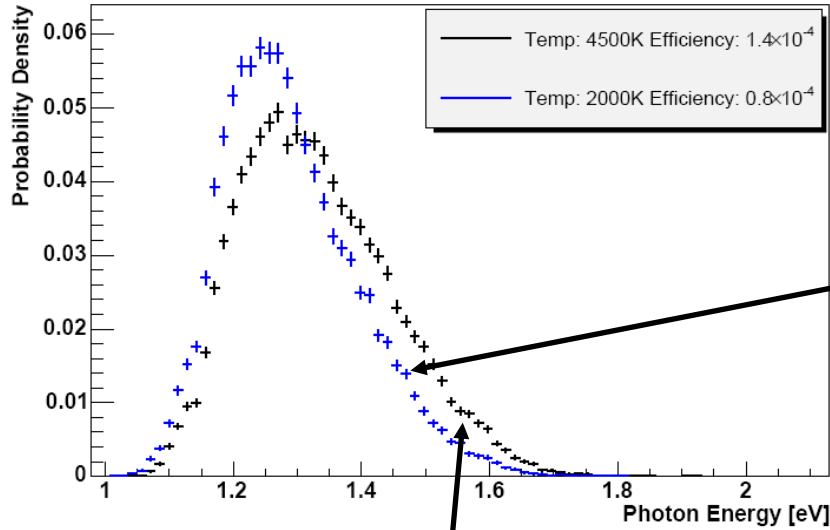 Probability Density
0.06
0.05
0.04
0.03
0.02
0.01
0
Temp: 4500K Efficiency: 1.4×10⁻⁴
Temp: 2000K Efficiency: 0.8×10⁻⁴
1 1.2 1.4 1.6 1.8 2
Photon Energy [eV]